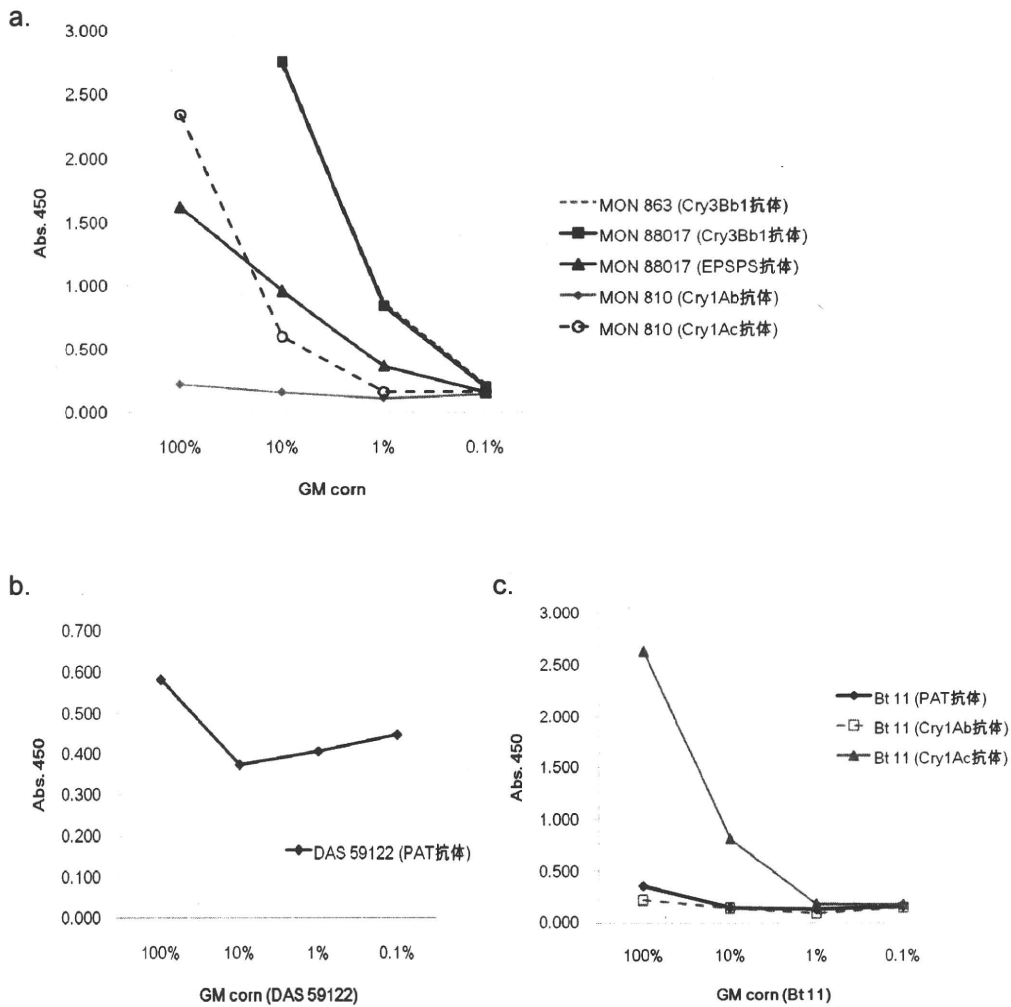 a.
3.000
2.500
2.000
1.500
1.000
0.500
0.000
Abs. 450
100% 10% 1% 0.1%
GM corn
MON 863 (Cry3Bb1抗体)
MON 88017 (Cry3Bb1抗体)
MON 88017 (EPSPS抗体)
MON 810 (Cry1Ab抗体)
MON 810 (Cry1Ac抗体)
b.
0.700
0.600
0.500
0.400
0.300
0.200
0.100
0.000
Abs. 450
DAS 59122 (PAT抗体)
100% 10% 1% 0.1%
GM corn (DAS 59122)
c.
3.000
2.500
2.000
1.500
1.000
0.500
0.000
Abs. 450
Bt 11 (PAT抗体)
Bt 11 (Cry1Ab抗体)
Bt 11 (Cry1Ac抗体)
100% 10% 1% 0.1%
GM corn (Bt 11)